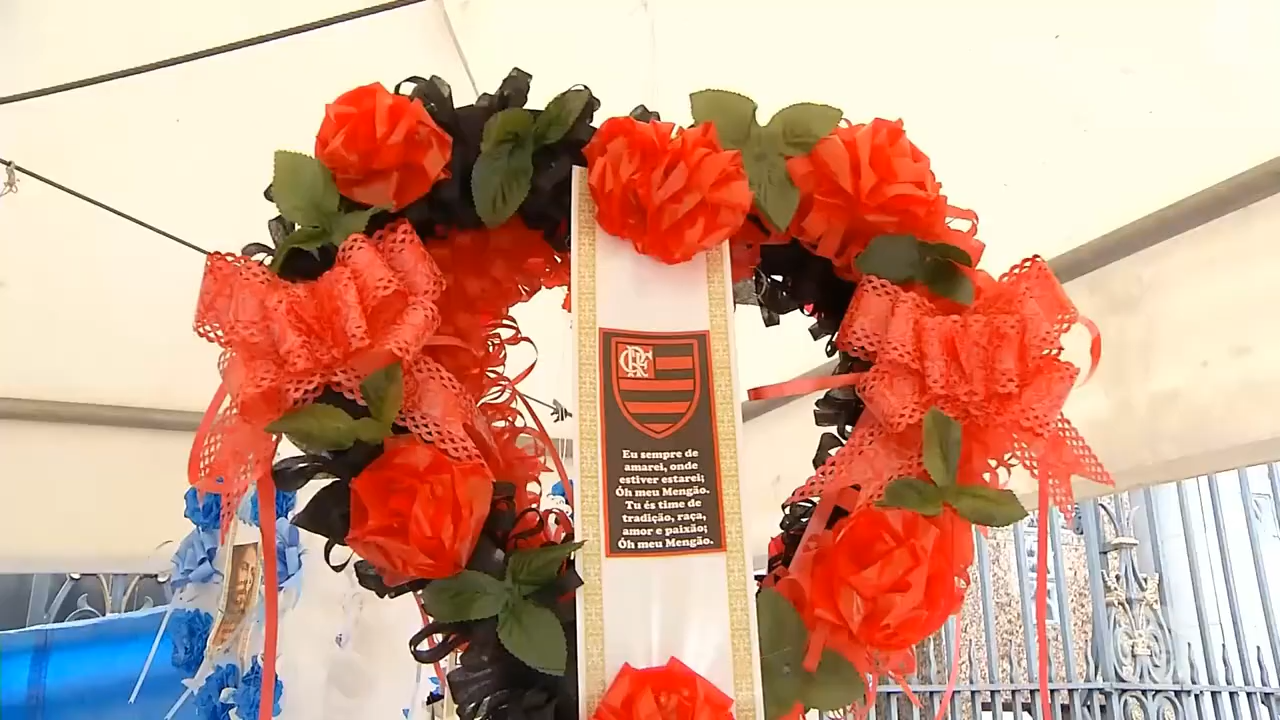 CRF
Eu sempre de
amarei, onde
estiver estarei;
Óh meu Mengão.
Tu és time de
tradição, raça,
amor e paixão;
Óh meu Mengão.